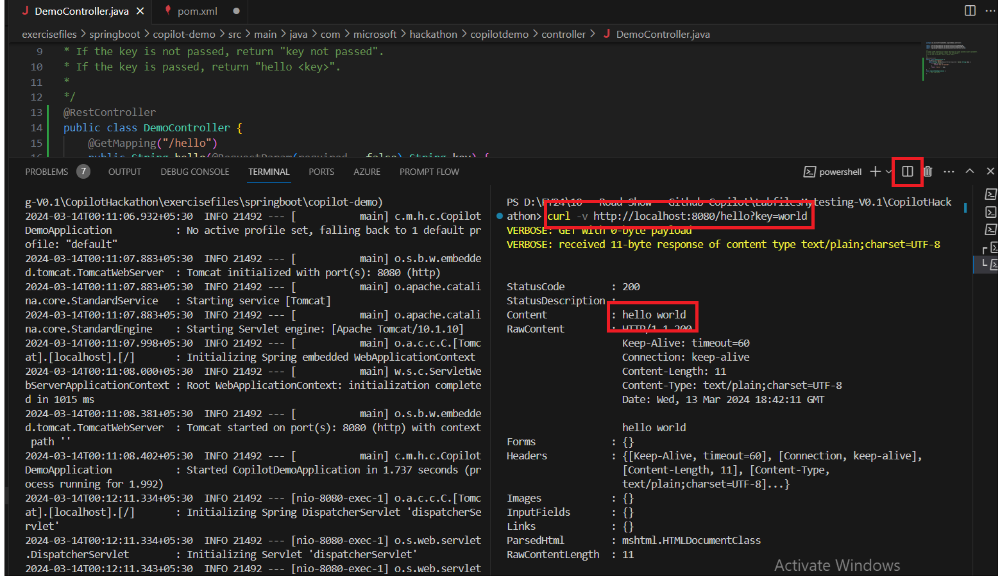 DemoController.java
pom.xml
exercisefiles > springboot > copilot-demo > src > main > java > com > microsoft > hackathon > copilotdemo > controller > DemoController.java
9 * If the key is not passed, return "key not passed".
10 * If the key is passed, return "hello <key>".
11 *
12 */
13 @RestController
14 public class DemoController {
15 @GetMapping("/hello")
16 public String hello(@RequestParam(required = false) String key) {
PROBLEMS 7 OUTPUT DEBUG CONSOLE TERMINAL PORTS AZURE PROMPT FLOW
powershell
g-V0.1\CopilotHackathon\exercisefiles\springboot\copilot-demo)
2024-03-14T00:11:06.932+05:30 INFO 21492 --- [ main] c.m.h.c.Copilot
DemoApplication : No active profile set, falling back to 1 default pr
ofile: "default"
2024-03-14T00:11:07.883+05:30 INFO 21492 --- [ main] o.s.b.w.embedde
d.tomcat.TomcatWebServer : Tomcat initialized with port(s): 8080 (http)
2024-03-14T00:11:07.883+05:30 INFO 21492 --- [ main] o.apache.catali
na.core.StandardService : Starting service [Tomcat]
2024-03-14T00:11:07.883+05:30 INFO 21492 --- [ main] o.apache.catali
na.core.StandardEngine : Starting Servlet engine: [Apache Tomcat/10.1.10]
2024-03-14T00:11:07.998+05:30 INFO 21492 --- [ main] o.a.c.c.C.[Tomc
at].[localhost].[/] : Initializing Spring embedded WebApplicationContext
2024-03-14T00:11:08.000+05:30 INFO 21492 --- [ main] w.s.c.ServletWe
bServerApplicationContext : Root WebApplicationContext: initialization complete
d in 1015 ms
2024-03-14T00:11:08.381+05:30 INFO 21492 --- [ main] o.s.b.w.embedde
d.tomcat.TomcatWebServer : Tomcat started on port(s): 8080 (http) with context
path ''
2024-03-14T00:11:08.402+05:30 INFO 21492 --- [ main] c.m.h.c.Copilot
DemoApplication : Started CopilotDemoApplication in 1.737 seconds (pr
ocess running for 1.992)
2024-03-14T00:12:11.334+05:30 INFO 21492 --- [nio-8080-exec-1] o.a.c.c.C.[Tomc
at].[localhost].[/] : Initializing Spring DispatcherServlet 'dispatcherSe
rvlet'
2024-03-14T00:12:11.334+05:30 INFO 21492 --- [nio-8080-exec-1] o.s.web.servlet
.DispatcherServlet : Initializing Servlet 'dispatcherServlet'
2024-03-14T00:12:11.343+05:30 INFO 21492 --- [nio-8080-exec-1] o.s.web.servlet
PS D:\FY24\10 - Road Show - Github Copilot\LabfilesMytesting-V0.1\CopilotHack
athon> curl -v http://localhost:8080/hello?key=world
VERBOSE: GET with 0-byte payload
VERBOSE: received 11-byte response of content type text/plain;charset=UTF-8
StatusCode : 200
StatusDescription :
Content : hello world
RawContent : HTTP/1.1 200
Keep-Alive: timeout=60
Connection: keep-alive
Content-Length: 11
Content-Type: text/plain;charset=UTF-8
Date: Wed, 13 Mar 2024 18:42:11 GMT
hello world
Forms : {}
Headers : {[Keep-Alive, timeout=60], [Connection, keep-alive],
[Content-Length, 11], [Content-Type,
text/plain;charset=UTF-8]...}
Images : {}
InputFields : {}
Links : {}
ParsedHtml : mshtml.HTMLDocumentClass
RawContentLength : 11
Activate Windows